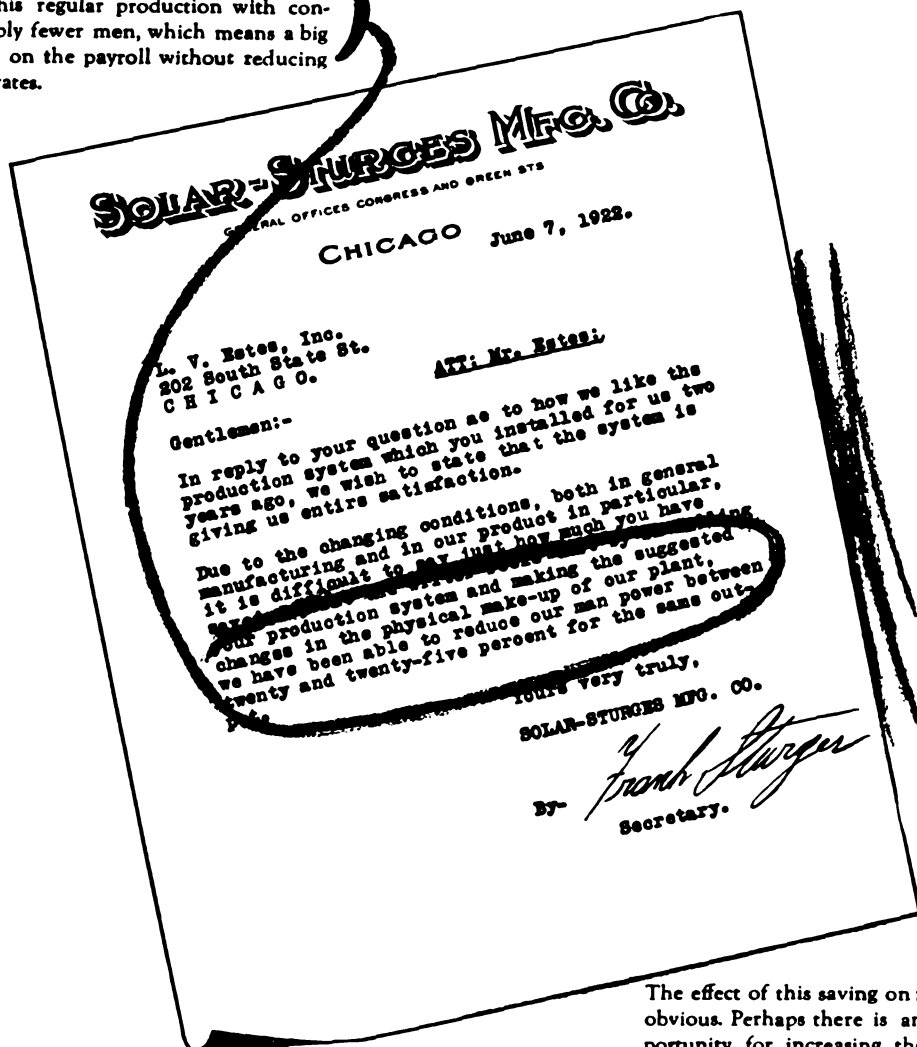 his regular production with con-
bly fewer men, which means a big
on the payroll without reducing
rates.
SOLAR-STURGES MFG. CO.
GENERAL OFFICES CONGRESS AND GREEN STS
CHICAGO June 7, 1922.
L. V. Estes, Inc.
202 South State St.
C H I C A G O.
ATT: Mr. Estes:
Gentlemen:-
In reply to your question as to how we like the
production system which you installed for us two
years ago, we wish to state that the system is
giving us entire satisfaction.
Due to the changing conditions, both in general
manufacturing and in our product in particular,
it is difficult to say just how much you have
our production system and making the suggested
changes in the physical make-up of our plant,
we have been able to reduce our man power between
twenty and twenty-five percent for the same out-
put.
Yours very truly,
SOLAR-STURGES MFG. CO.
By- Frank Sturges
Secretary.
The effect of this saving on
obvious. Perhaps there is an
portunity for increasing the